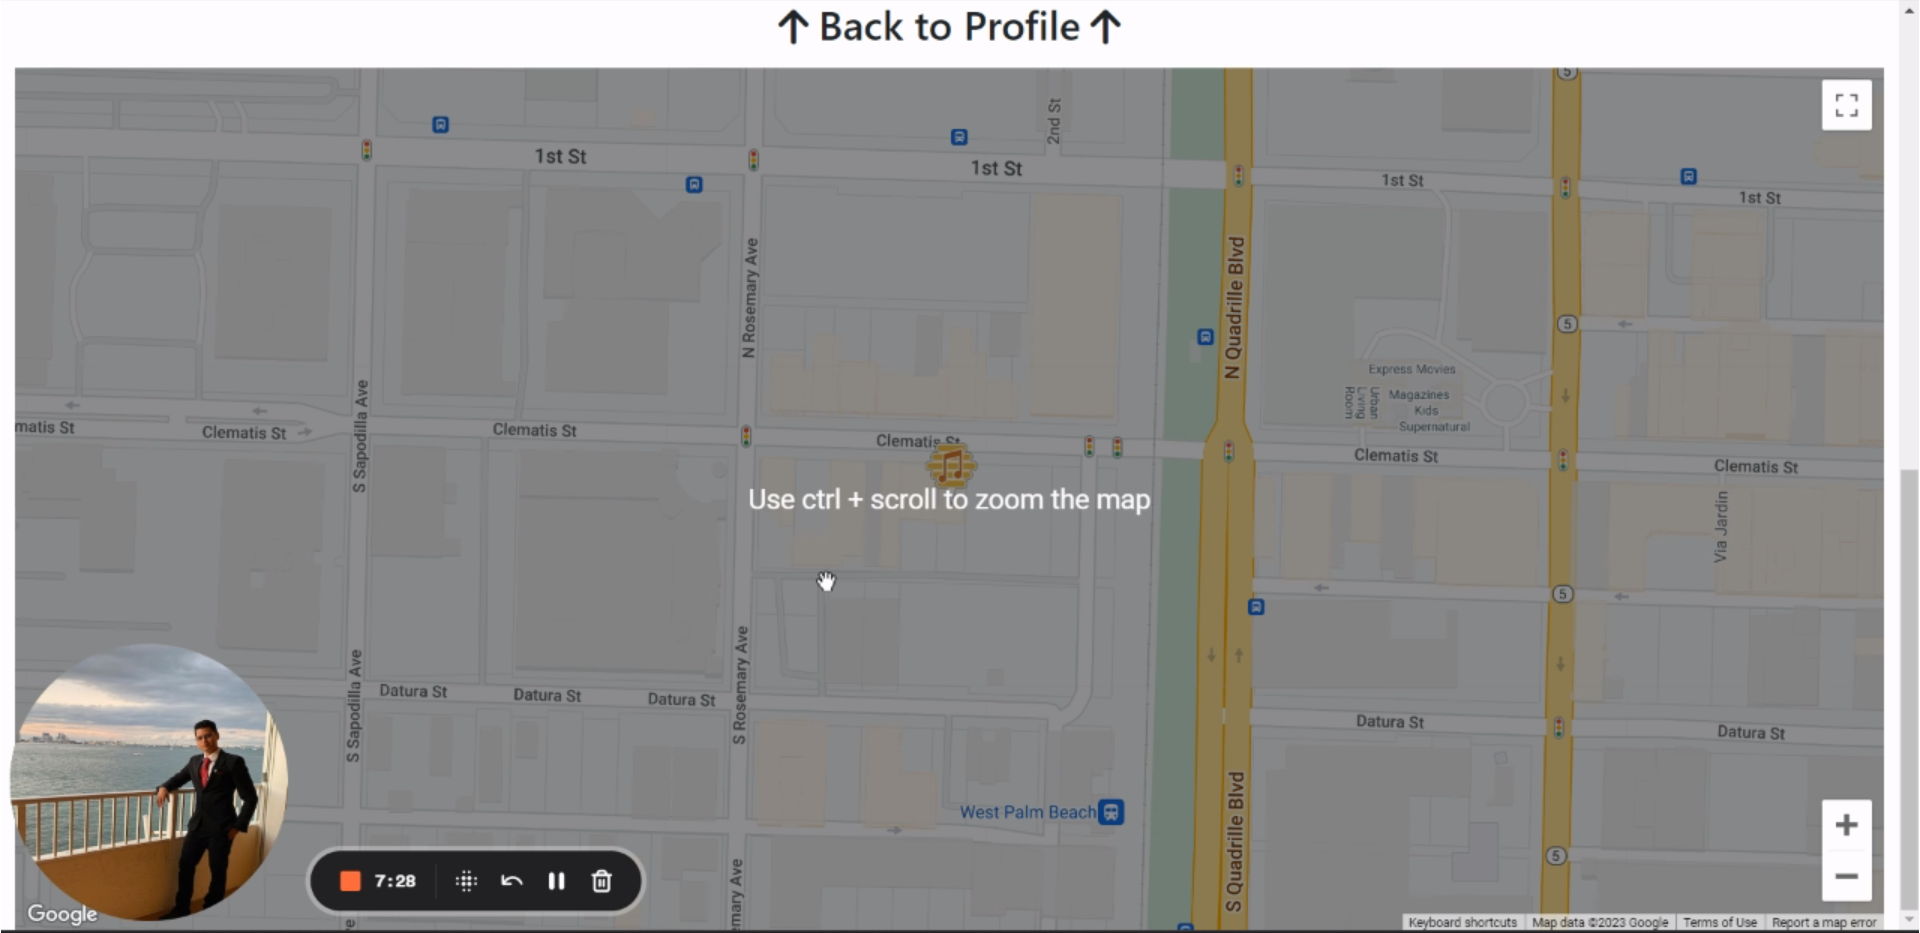 ↑ Back to Profile ↑
5
2nd St
1st St
1st St
1st St
1st St
N Rosemary Ave
N Quadrille Blvd
5
Express Movies
Urban
Living
Room
Magazines
Kids
Supernatural
S Sapodilla Ave
matis St
Clematis St
Clematis St
Clematis St
Clematis St
Clematis St
Use ctrl + scroll to zoom the map
Via Jardin
5
S Rosemary Ave
S Sapodilla Ave
Datura St
Datura St
Datura St
Datura St
Datura St
West Palm Beach
S Quadrille Blvd
+
5
−
7:28
mary Ave
Google
e
Keyboard shortcuts
Map data ©2023 Google
Terms of Use
Report a map error